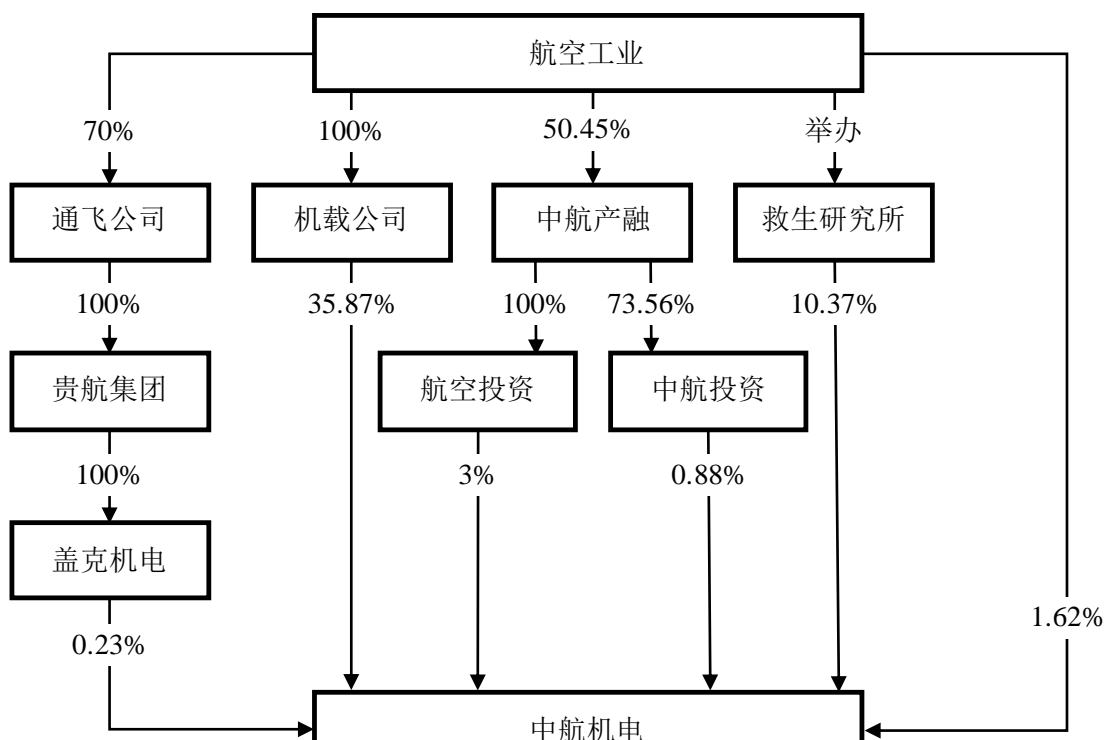 航空工业
70%
100%
50.45%
举办
通飞公司
机载公司
中航产融
救生研究所
100%
35.87%
100%
73.56%
10.37%
贵航集团
航空投资
中航投资
100%
3%
0.88%
盖克机电
1.62%
0.23%
中航机电